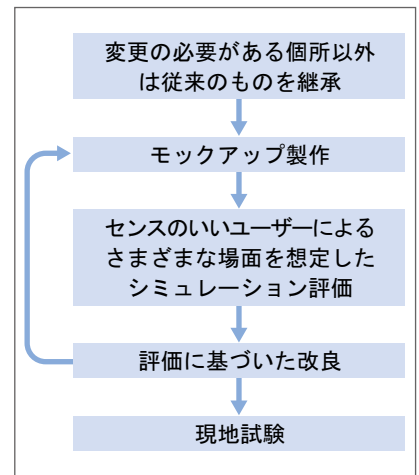 変更の必要がある個所以外
は従来のものを継承
モックアップ製作
センスのいいユーザーによる
さまざまな場面を想定した
シミュレーション評価
評価に基づいた改良
現地試験